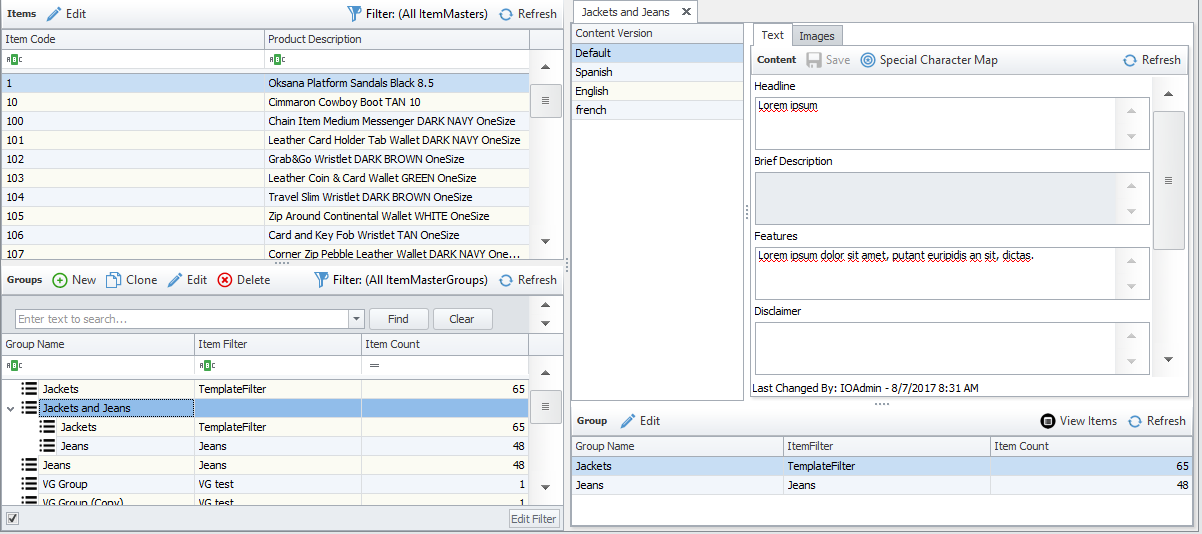 Items Edit Filter: (All ItemMasters) Refresh
Item Code Product Description
ABC ABC
1 Oksana Platform Sandals Black 8.5
10 Cimmaron Cowboy Boot TAN 10
100 Chain Item Medium Messenger DARK NAVY OneSize
101 Leather Card Holder Tab Wallet DARK NAVY OneSize
102 Grab&Go Wristlet DARK BROWN OneSize
103 Leather Coin & Card Wallet GREEN OneSize
104 Travel Slim Wristlet DARK BROWN OneSize
105 Zip Around Continental Wallet WHITE OneSize
106 Card and Key Fob Wristlet TAN OneSize
107 Corner Zip Pebble Leather Wallet DARK NAVY One...
Groups New Clone Edit Delete Filter: (All ItemMasterGroups) Refresh
Enter text to search... Find Clear
Group Name Item Filter Item Count
ABC ABC =
Jackets TemplateFilter 65
Jackets and Jeans
Jackets TemplateFilter 65
Jeans Jeans 48
Jeans Jeans 48
VG Group VG test 1
VG Group (Copy) VG test 1
Edit Filter
Jackets and Jeans
Content Version
Default
Spanish
English
french
Text Images
Content Save Special Character Map Refresh
Headline
Lorem ipsum
Brief Description
Features
Lorem ipsum dolor sit amet, putant euripidis an sit, dictas.
Disclaimer
Last Changed By: IOAdmin - 8/7/2017 8:31 AM
Group Edit View Items Refresh
Group Name ItemFilter Item Count
Jackets TemplateFilter 65
Jeans Jeans 48